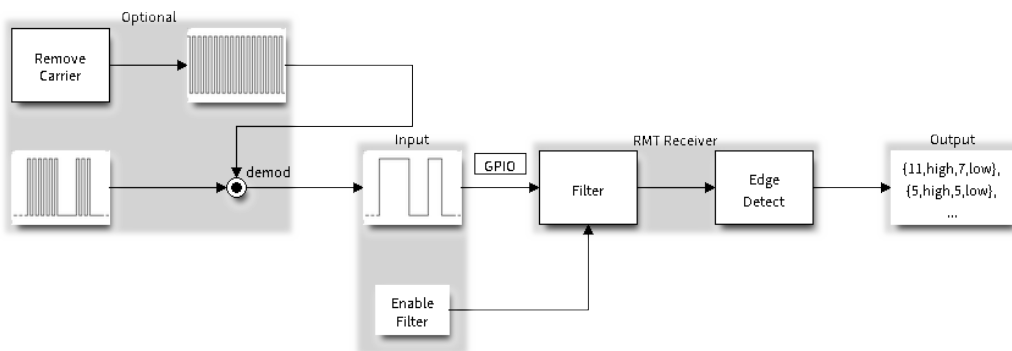 Optional
Remove
Carrier
demod
Input
GPIO
Enable
Filter
RMT Receiver
Filter
Edge
Detect
Output
{11,high,7,low},
{5,high,5,low},
...